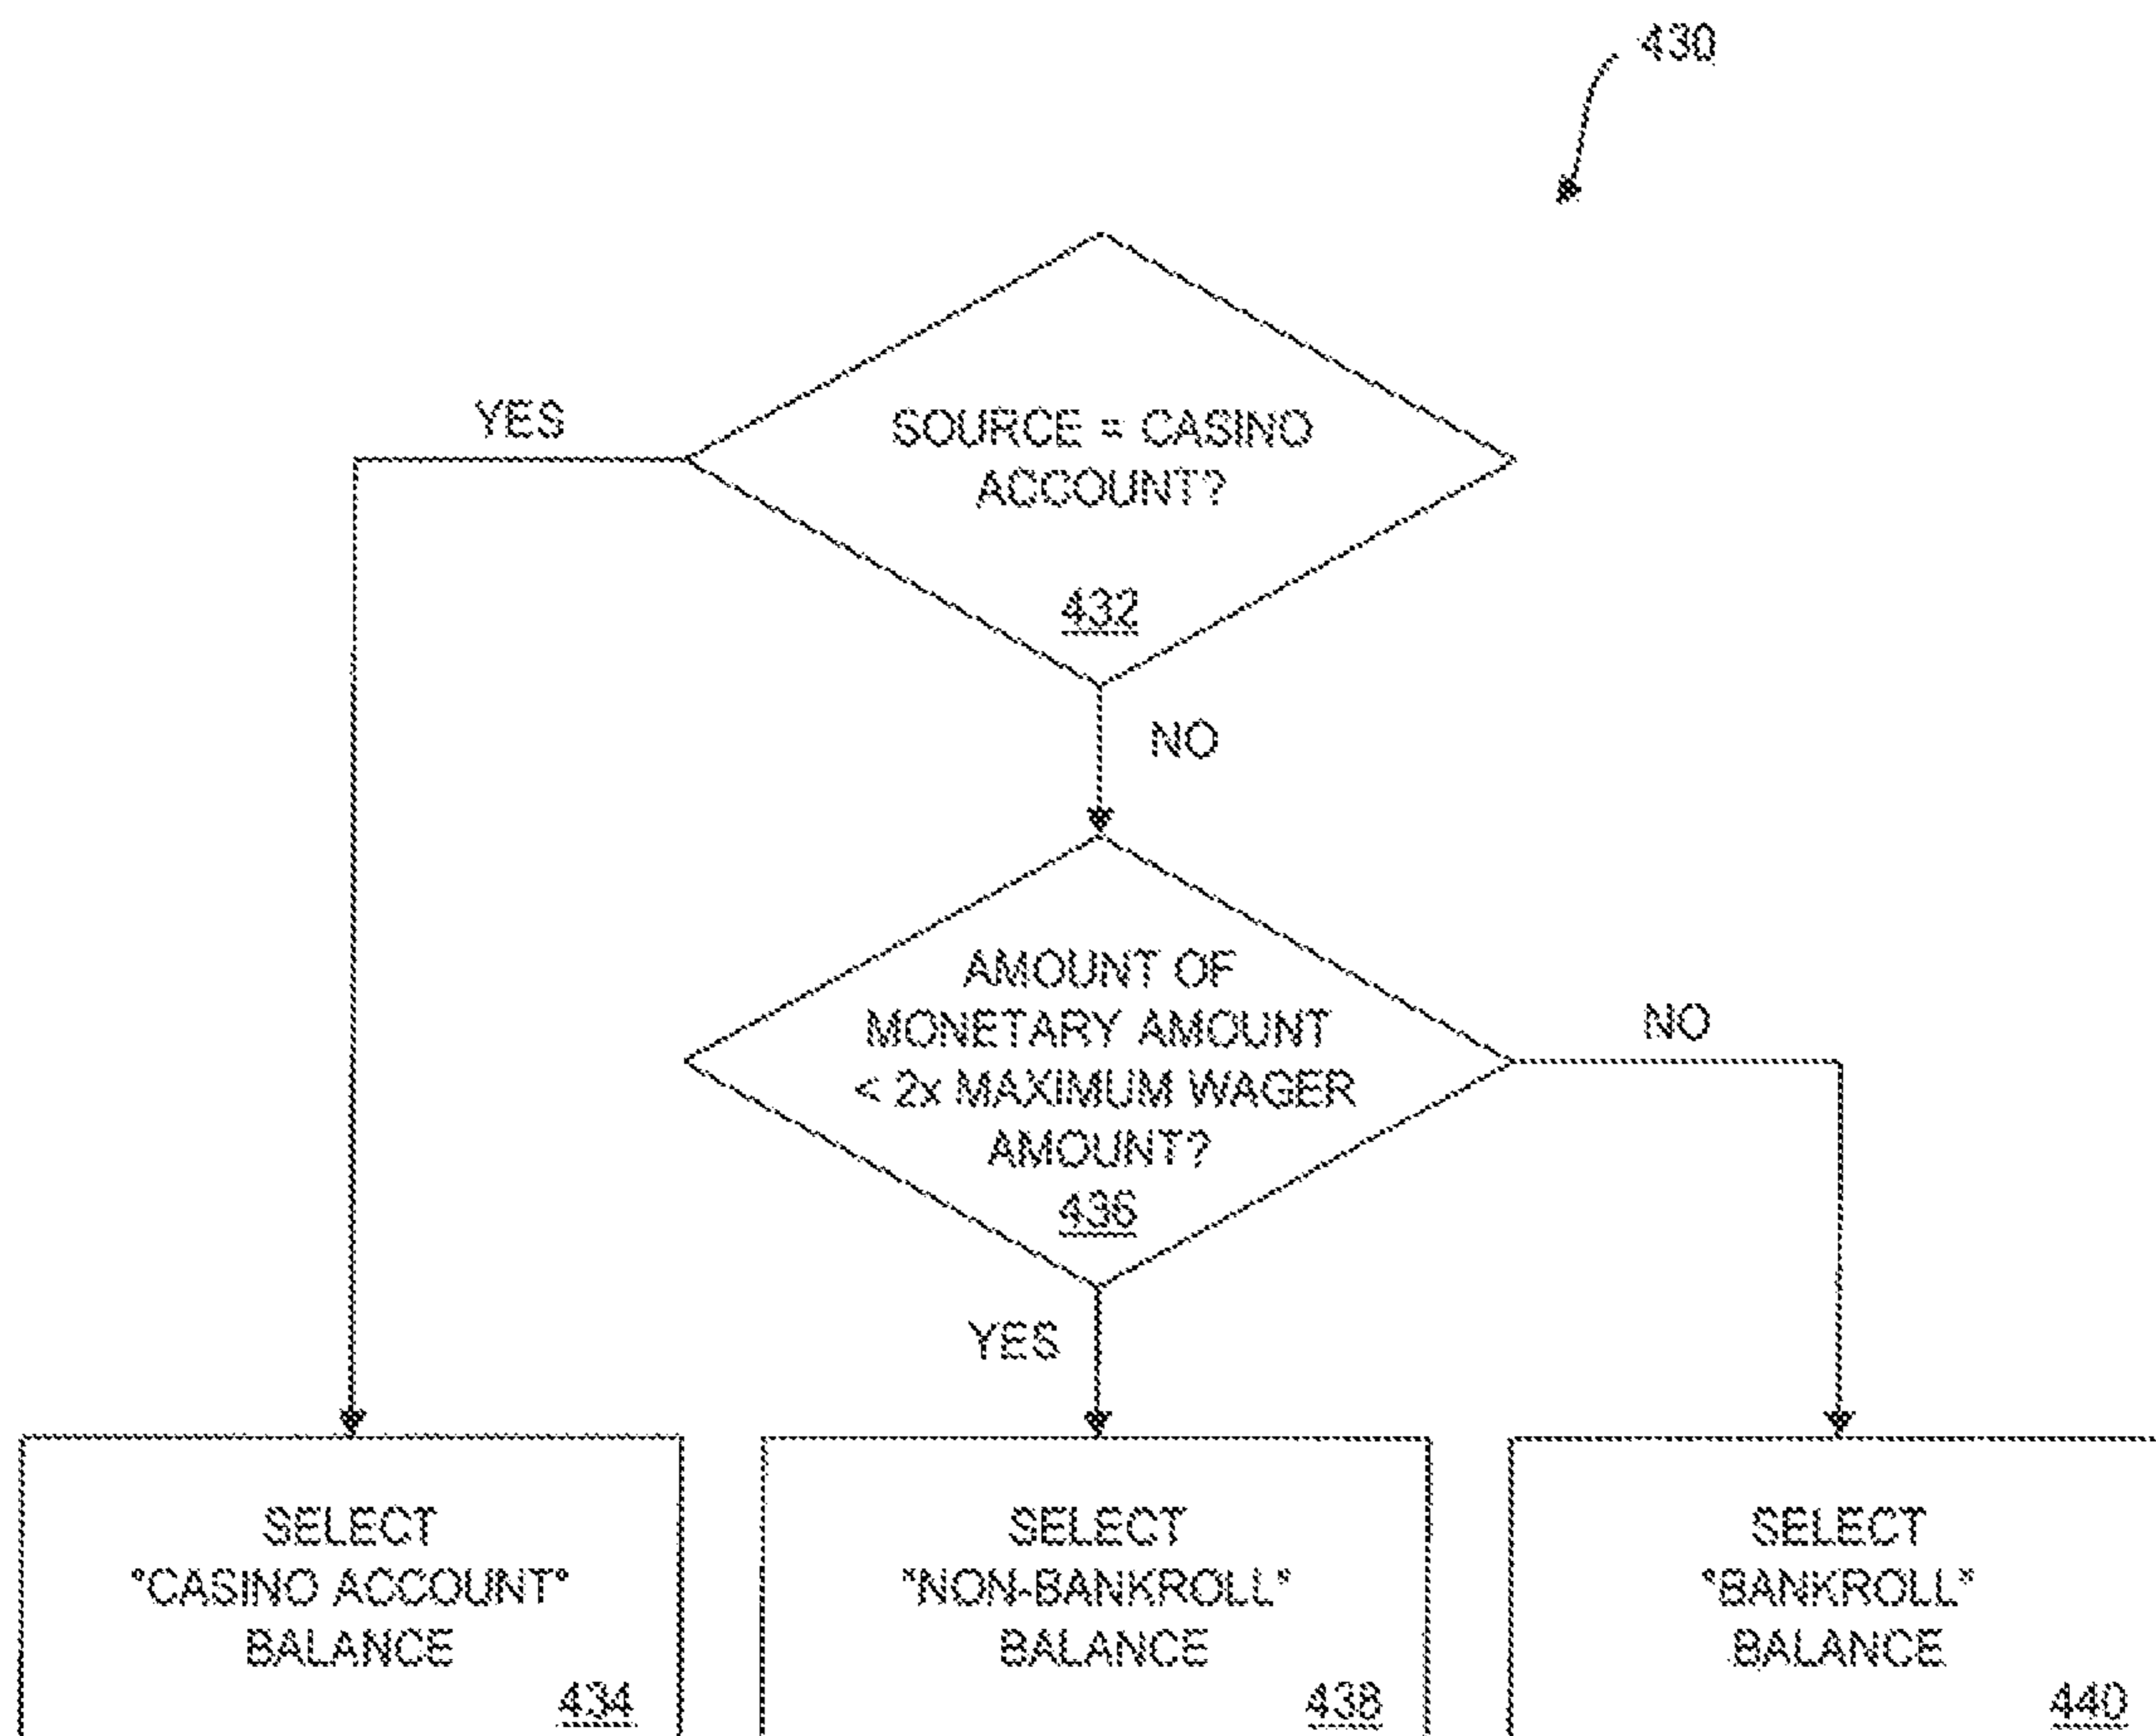 430
YES
SOURCE = CASINO
ACCOUNT?
432
NO
AMOUNT OF
MONETARY AMOUNT
< 2x MAXIMUM WAGER
AMOUNT?
436
NO
YES
SELECT
"CASINO ACCOUNT"
BALANCE
434
SELECT
"NON-BANKROLL"
BALANCE
438
SELECT
"BANKROLL"
BALANCE
440